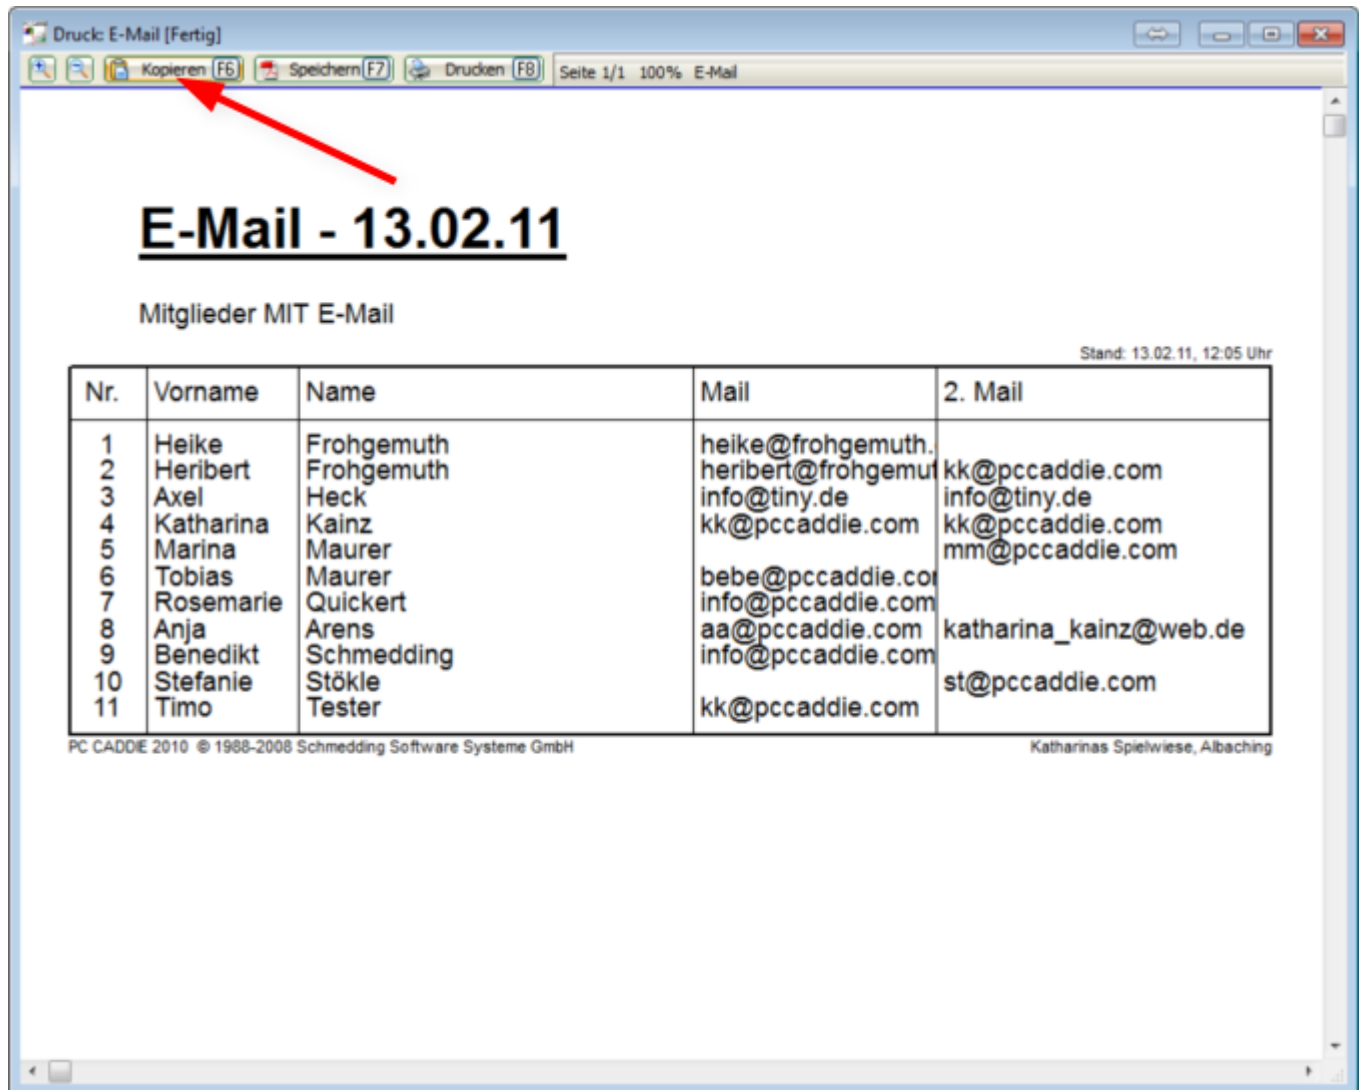 Druck: E-Mail [Fertig]
Kopieren F6 Speichern F7 Drucken F8 Seite 1/1 100% E-Mail
E-Mail - 13.02.11
Mitglieder MIT E-Mail
Stand: 13.02.11, 12:05 Uhr
Nr. Vorname Name Mail 2. Mail
1 Heike Frohgemuth heike@frohgemuth.
2 Heribert Frohgemuth heribert@frohgemut kk@pccaddie.com
3 Axel Heck info@tiny.de info@tiny.de
4 Katharina Kainz kk@pccaddie.com kk@pccaddie.com
5 Marina Maurer mm@pccaddie.com
6 Tobias Maurer bebe@pccaddie.co
7 Rosemarie Quickert info@pccaddie.com
8 Anja Arens aa@pccaddie.com katharina_kainz@web.de
9 Benedikt Schmedding info@pccaddie.com
10 Stefanie Stökle st@pccaddie.com
11 Timo Tester kk@pccaddie.com
PC CADDIE 2010 © 1988-2008 Schmedding Software Systeme GmbH Katharinas Spielwiese, Albaching